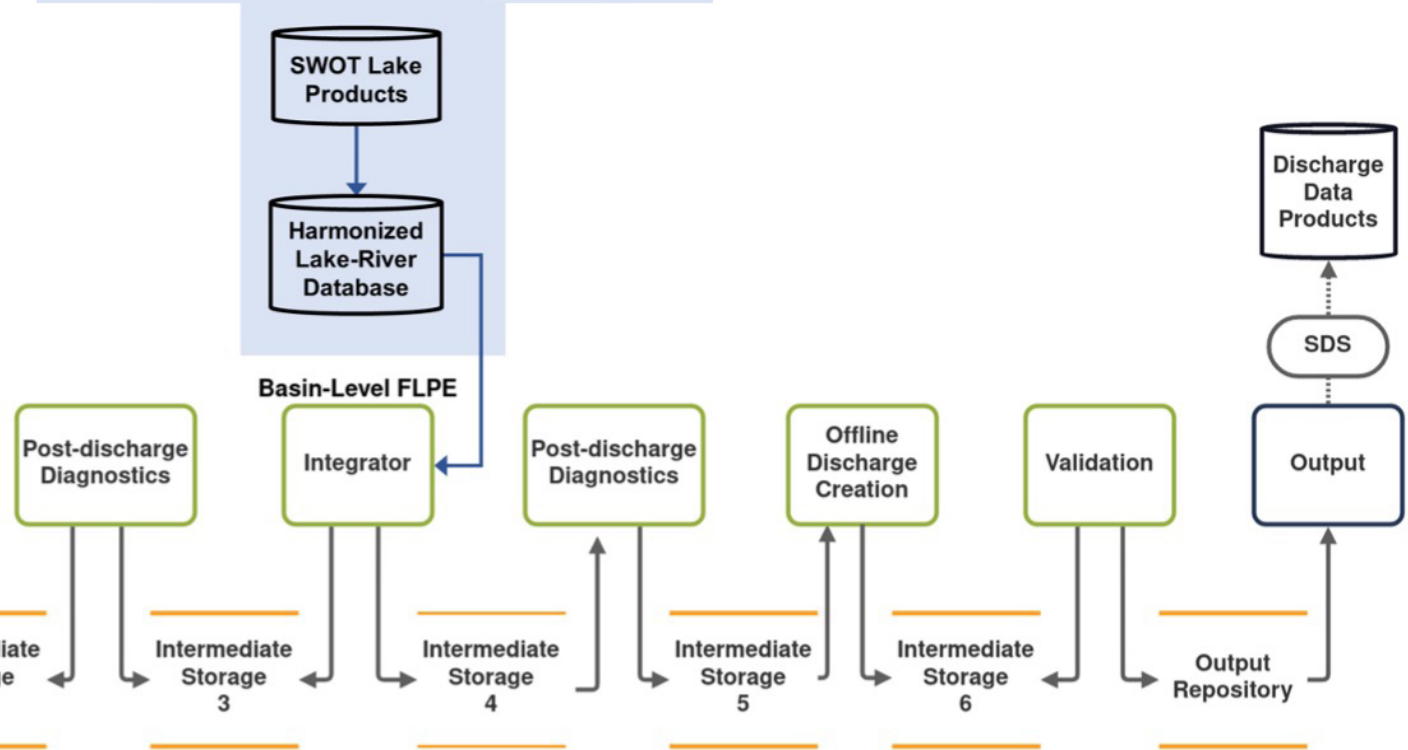 SWOT Lake
Products
Harmonized
Lake-River
Database
Discharge
Data
Products
SDS
Basin-Level FLPE
Post-discharge
Diagnostics
Integrator
Post-discharge
Diagnostics
Offline
Discharge
Creation
Validation
Output
Intermediate
Storage
3
Intermediate
Storage
4
Intermediate
Storage
5
Intermediate
Storage
6
Output
Repository